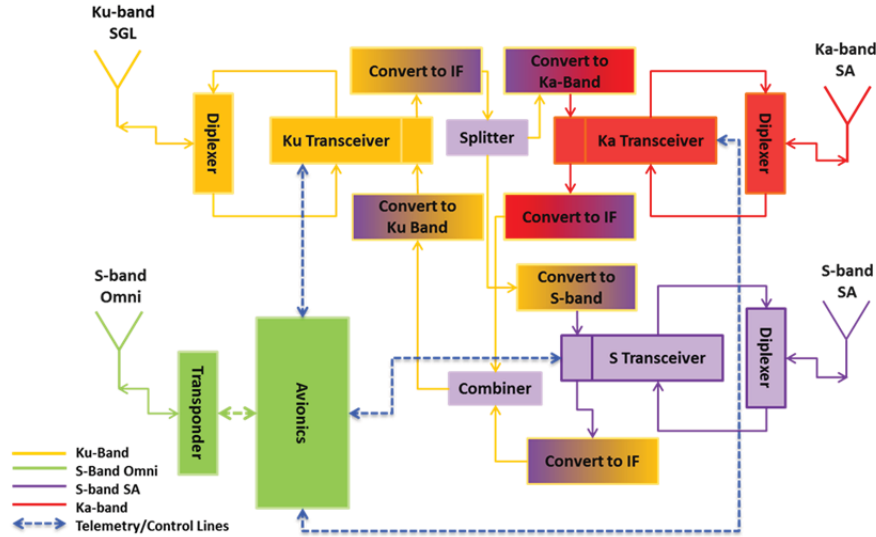 Ku-band
SGL
Convert to IF
Convert to
Ka-Band
Ka-band
SA
Diplexer
Ku Transceiver
Splitter
Ka Transceiver
Diplexer
Convert to
Ku Band
Convert to IF
S-band
Omni
Convert to
S-band
S-band
SA
Transponder
Avionics
S Transceiver
Diplexer
Combiner
Convert to IF
Ku-Band
S-Band Omni
S-band SA
Ka-band
Telemetry/Control Lines